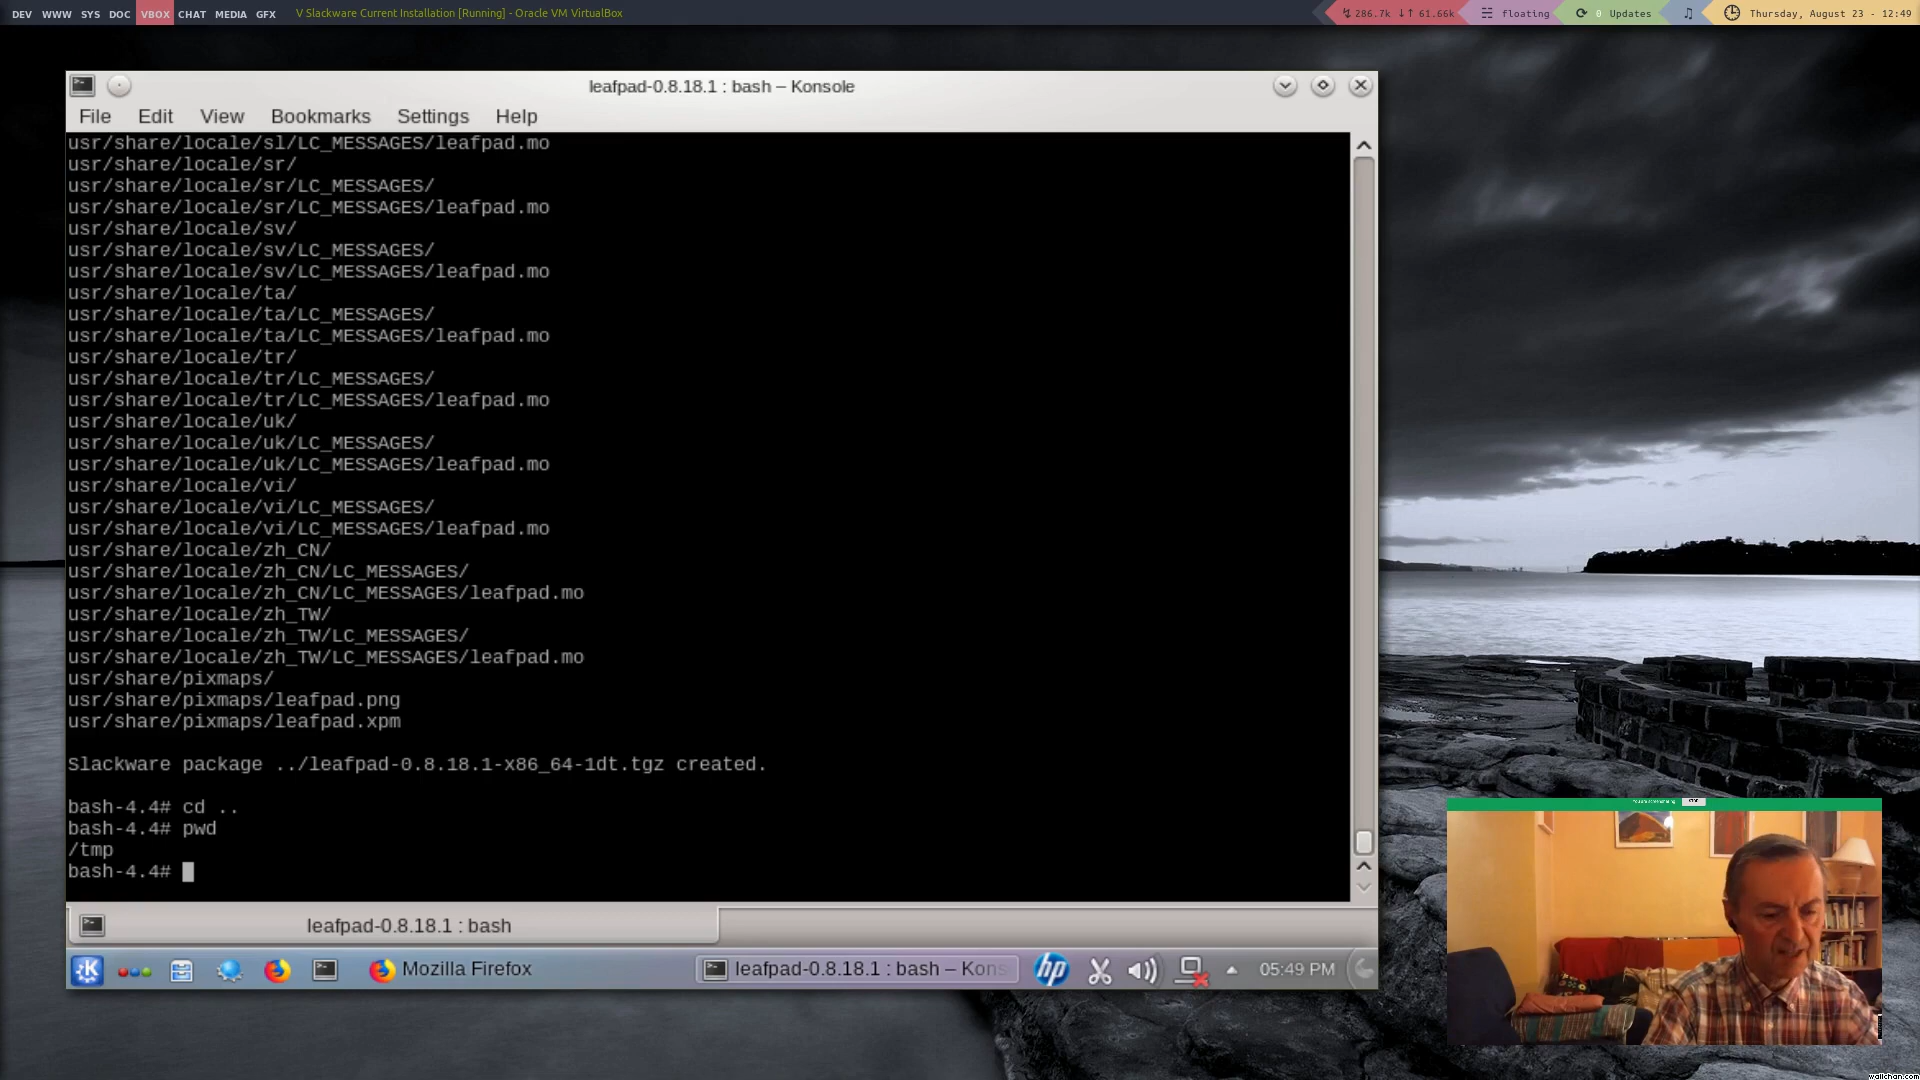 DEV WWW SYS DOC VBOX CHAT MEDIA GFX V Slackware Current Installation [Running] - Oracle VM VirtualBox 286.7k ↓↑ 61.66k floating 0 Updates Thursday, August 23 - 12:49
leafpad-0.8.18.1 : bash – Konsole
File Edit View Bookmarks Settings Help
usr/share/locale/sl/LC_MESSAGES/leafpad.mo
usr/share/locale/sr/
usr/share/locale/sr/LC_MESSAGES/
usr/share/locale/sr/LC_MESSAGES/leafpad.mo
usr/share/locale/sv/
usr/share/locale/sv/LC_MESSAGES/
usr/share/locale/sv/LC_MESSAGES/leafpad.mo
usr/share/locale/ta/
usr/share/locale/ta/LC_MESSAGES/
usr/share/locale/ta/LC_MESSAGES/leafpad.mo
usr/share/locale/tr/
usr/share/locale/tr/LC_MESSAGES/
usr/share/locale/tr/LC_MESSAGES/leafpad.mo
usr/share/locale/uk/
usr/share/locale/uk/LC_MESSAGES/
usr/share/locale/uk/LC_MESSAGES/leafpad.mo
usr/share/locale/vi/
usr/share/locale/vi/LC_MESSAGES/
usr/share/locale/vi/LC_MESSAGES/leafpad.mo
usr/share/locale/zh_CN/
usr/share/locale/zh_CN/LC_MESSAGES/
usr/share/locale/zh_CN/LC_MESSAGES/leafpad.mo
usr/share/locale/zh_TW/
usr/share/locale/zh_TW/LC_MESSAGES/
usr/share/locale/zh_TW/LC_MESSAGES/leafpad.mo
usr/share/pixmaps/
usr/share/pixmaps/leafpad.png
usr/share/pixmaps/leafpad.xpm
Slackware package ../leafpad-0.8.18.1-x86_64-1dt.tgz created.
bash-4.4# cd ..
bash-4.4# pwd
/tmp
bash-4.4#
leafpad-0.8.18.1 : bash
Mozilla Firefox leafpad-0.8.18.1 : bash – Kons hp 05:49 PM
wallchan.com